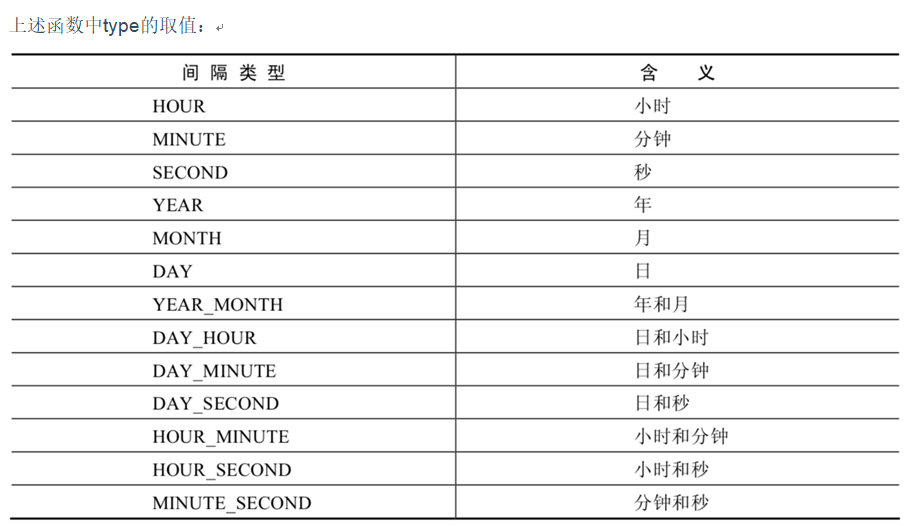 上述函数中type的取值：
间隔类型 含义
HOUR 小时
MINUTE 分钟
SECOND 秒
YEAR 年
MONTH 月
DAY 日
YEAR_MONTH 年和月
DAY_HOUR 日和小时
DAY_MINUTE 日和分钟
DAY_SECOND 日和秒
HOUR_MINUTE 小时和分钟
HOUR_SECOND 小时和秒
MINUTE_SECOND 分钟和秒